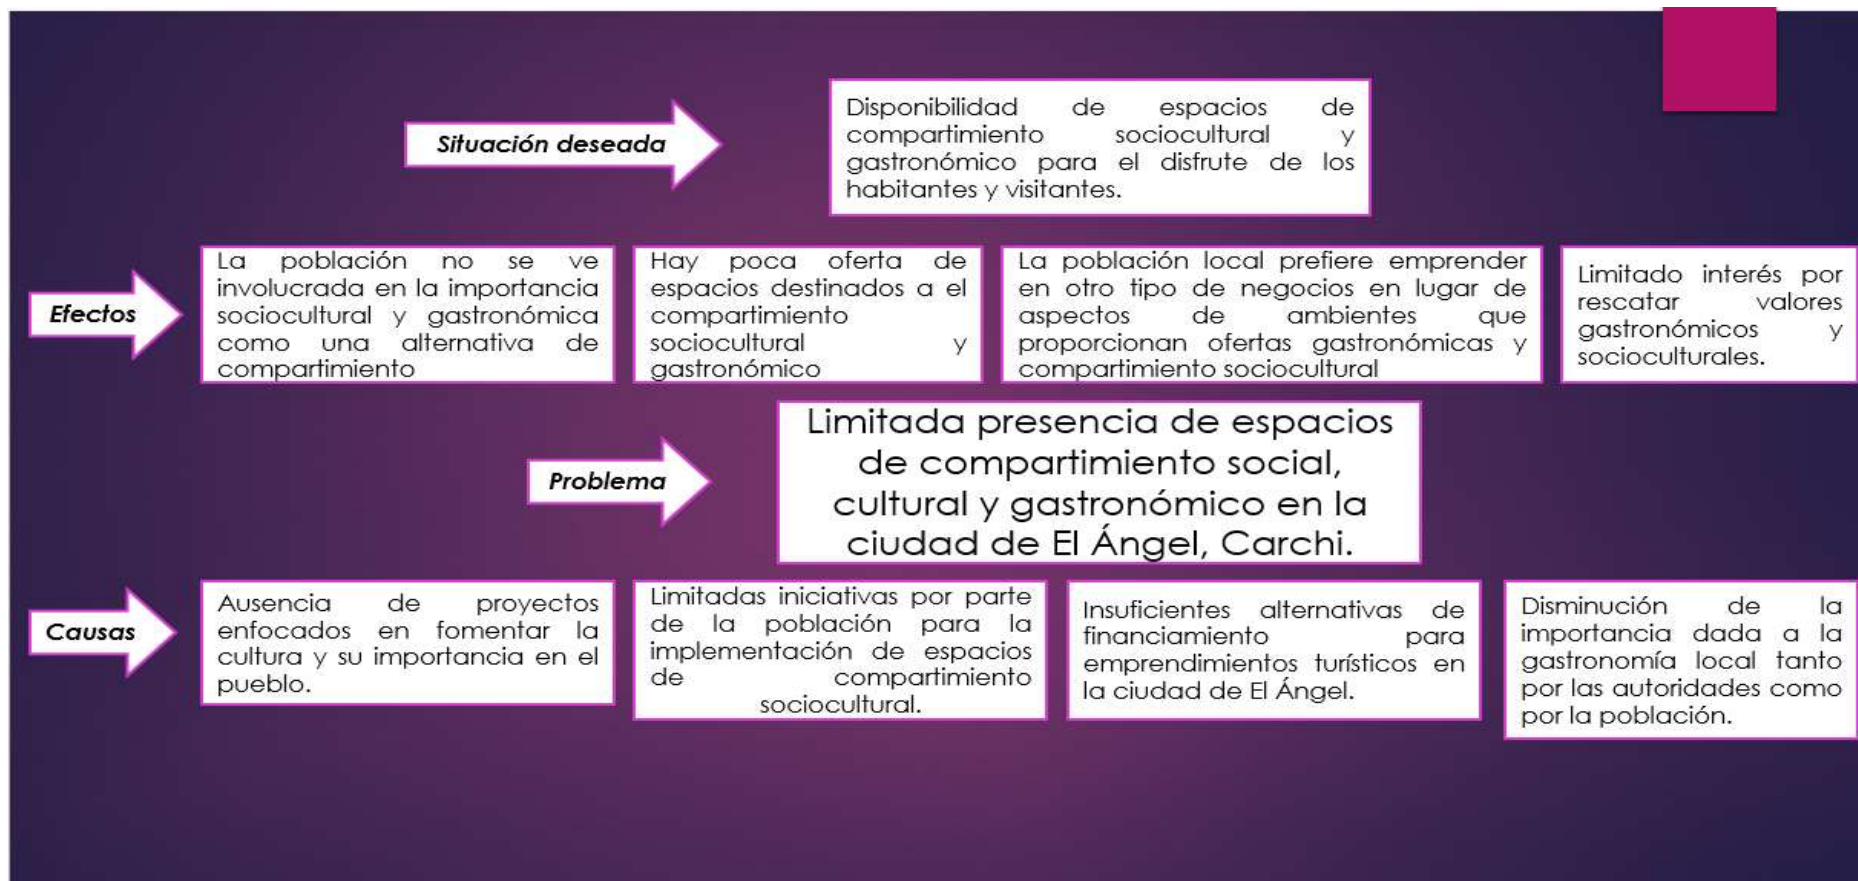 Situación deseada
Disponibilidad de espacios de
compartimiento sociocultural y
gastronómico para el disfrute de los
habitantes y visitantes.
Efectos
La población no se ve
involucrada en la importancia
sociocultural y gastronómica
como una alternativa de
compartimiento
Hay poca oferta de
espacios destinados a el
compartimiento
sociocultural y
gastronómico
La población local prefiere emprender
en otro tipo de negocios en lugar de
aspectos de ambientes que
proporcionan ofertas gastronómicas y
compartimiento sociocultural
Limitado interés por
rescatar valores
gastronómicos y
socioculturales.
Problema
Limitada presencia de espacios
de compartimiento social,
cultural y gastronómico en la
ciudad de El Ángel, Carchi.
Causas
Ausencia de proyectos
enfocados en fomentar la
cultura y su importancia en el
pueblo.
Limitadas iniciativas por parte
de la población para la
implementación de espacios
de compartimiento
sociocultural.
Insuficientes alternativas de
financiamiento para
emprendimientos turísticos en
la ciudad de El Ángel.
Disminución de la
importancia dada a la
gastronomía local tanto
por las autoridades como
por la población.